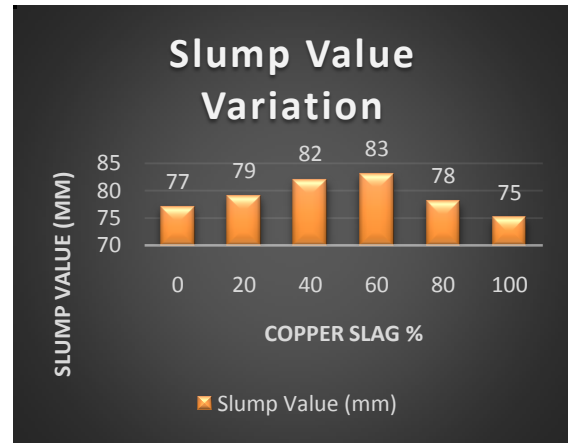 Slump Value
Variation
85
80
75
70
77
79
82
83
78
75
0 20 40 60 80 100
SLUMP VALUE (MM)
COPPER SLAG %
Slump Value (mm)